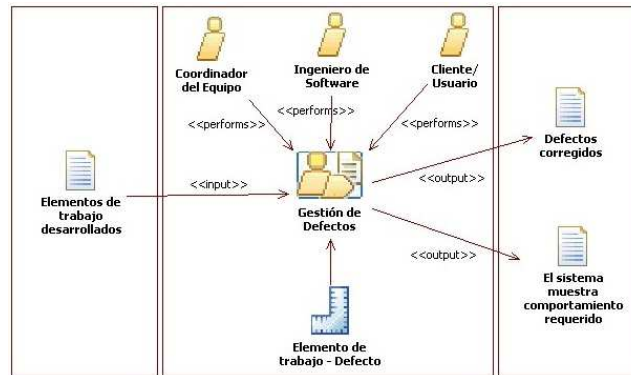 Coordinador
del Equipo
Ingeniero de
Software
Cliente/
Usuario
<<performs>>
<<performs>>
<<performs>>
Elementos de
trabajo
desarrollados
<<input>>
Gestión de
Defectos
<<output>>
Defectos
corregidos
<<output>>
El sistema
muestra
comportamiento
requerido
Elemento de
trabajo - Defecto